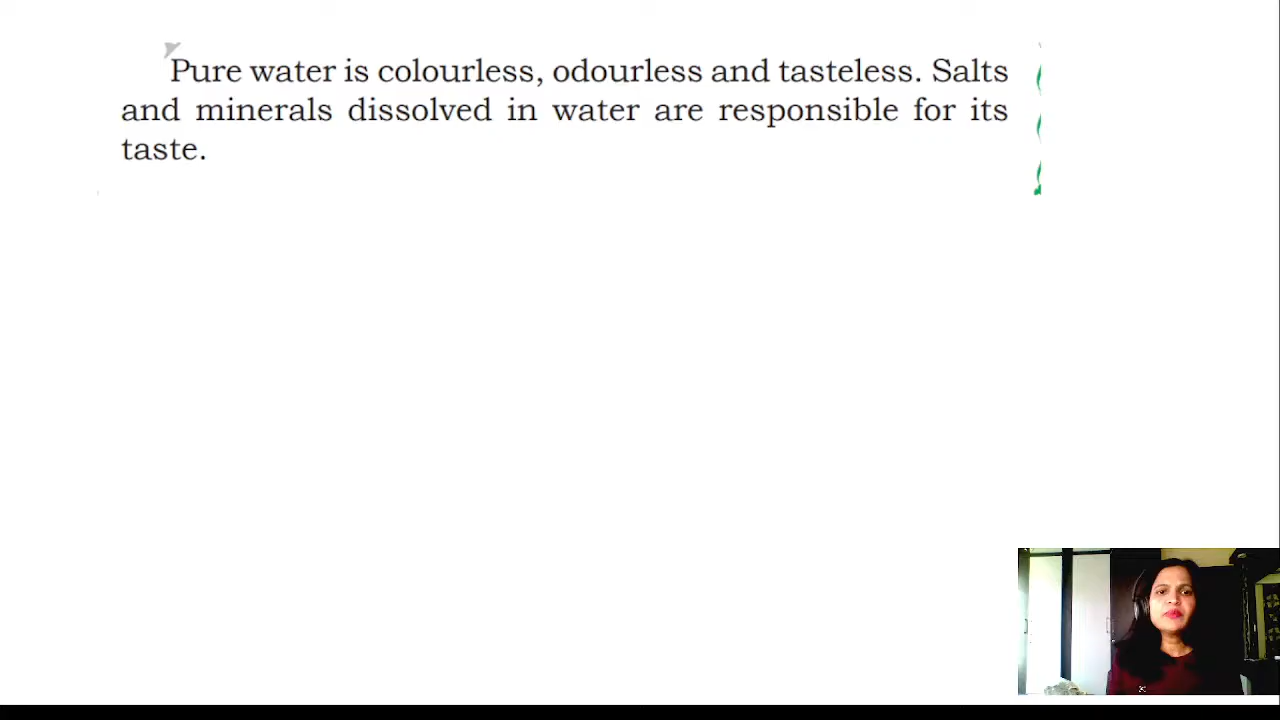 Pure water is colourless, odourless and tasteless. Salts
and minerals dissolved in water are responsible for its
taste.